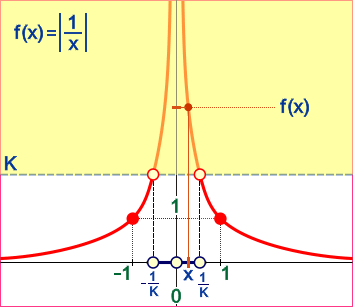 f(x)=|1/x|
f(x)
K
1
-1 -1/K x 1/K 1
0